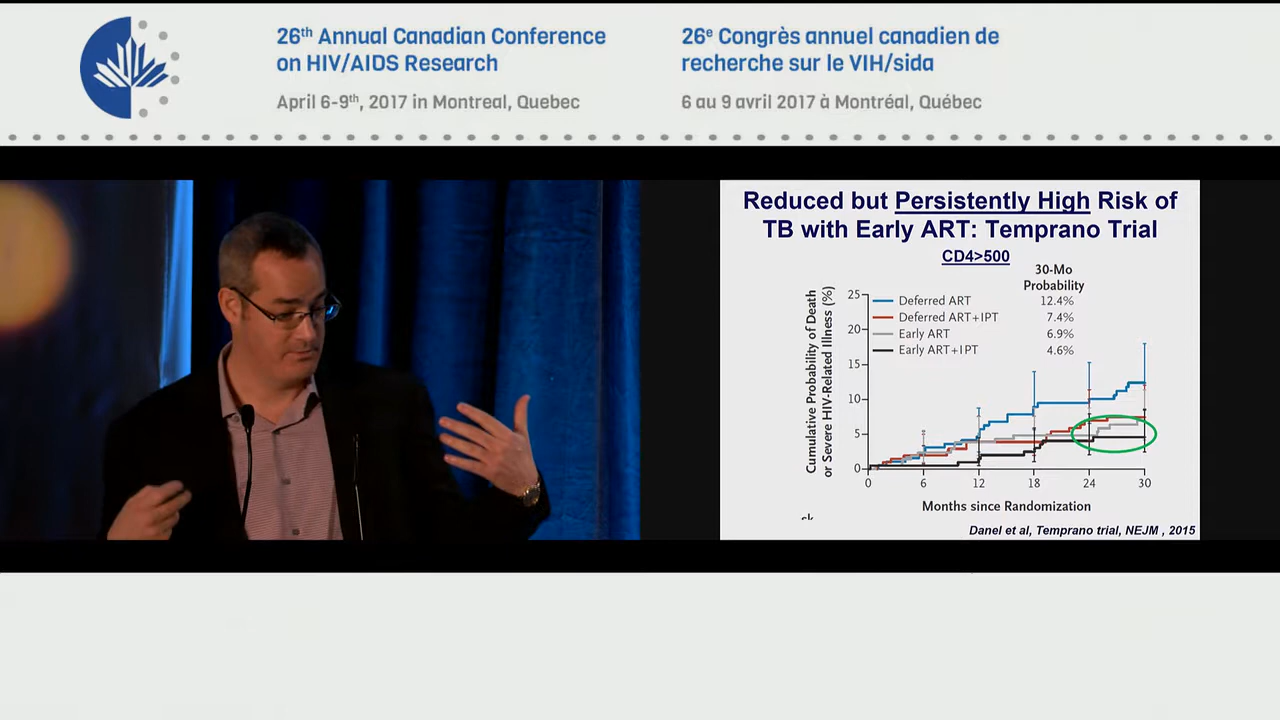 26th Annual Canadian Conference
on HIV/AIDS Research
April 6-9th, 2017 in Montreal, Quebec
26e Congrès annuel canadien de
recherche sur le VIH/sida
6 au 9 avril 2017 à Montréal, Québec
Reduced but Persistently High Risk of
TB with Early ART: Temprano Trial
CD4>500
30-Mo
Probability
Deferred ART 12.4%
Deferred ART+IPT 7.4%
Early ART 6.9%
Early ART+IPT 4.6%
Cumulative Probability of Death
or Severe HIV-Related Illness (%)
25
20
15
10
5
0
0 6 12 18 24 30
Months since Randomization
Danel et al, Temprano trial, NEJM , 2015